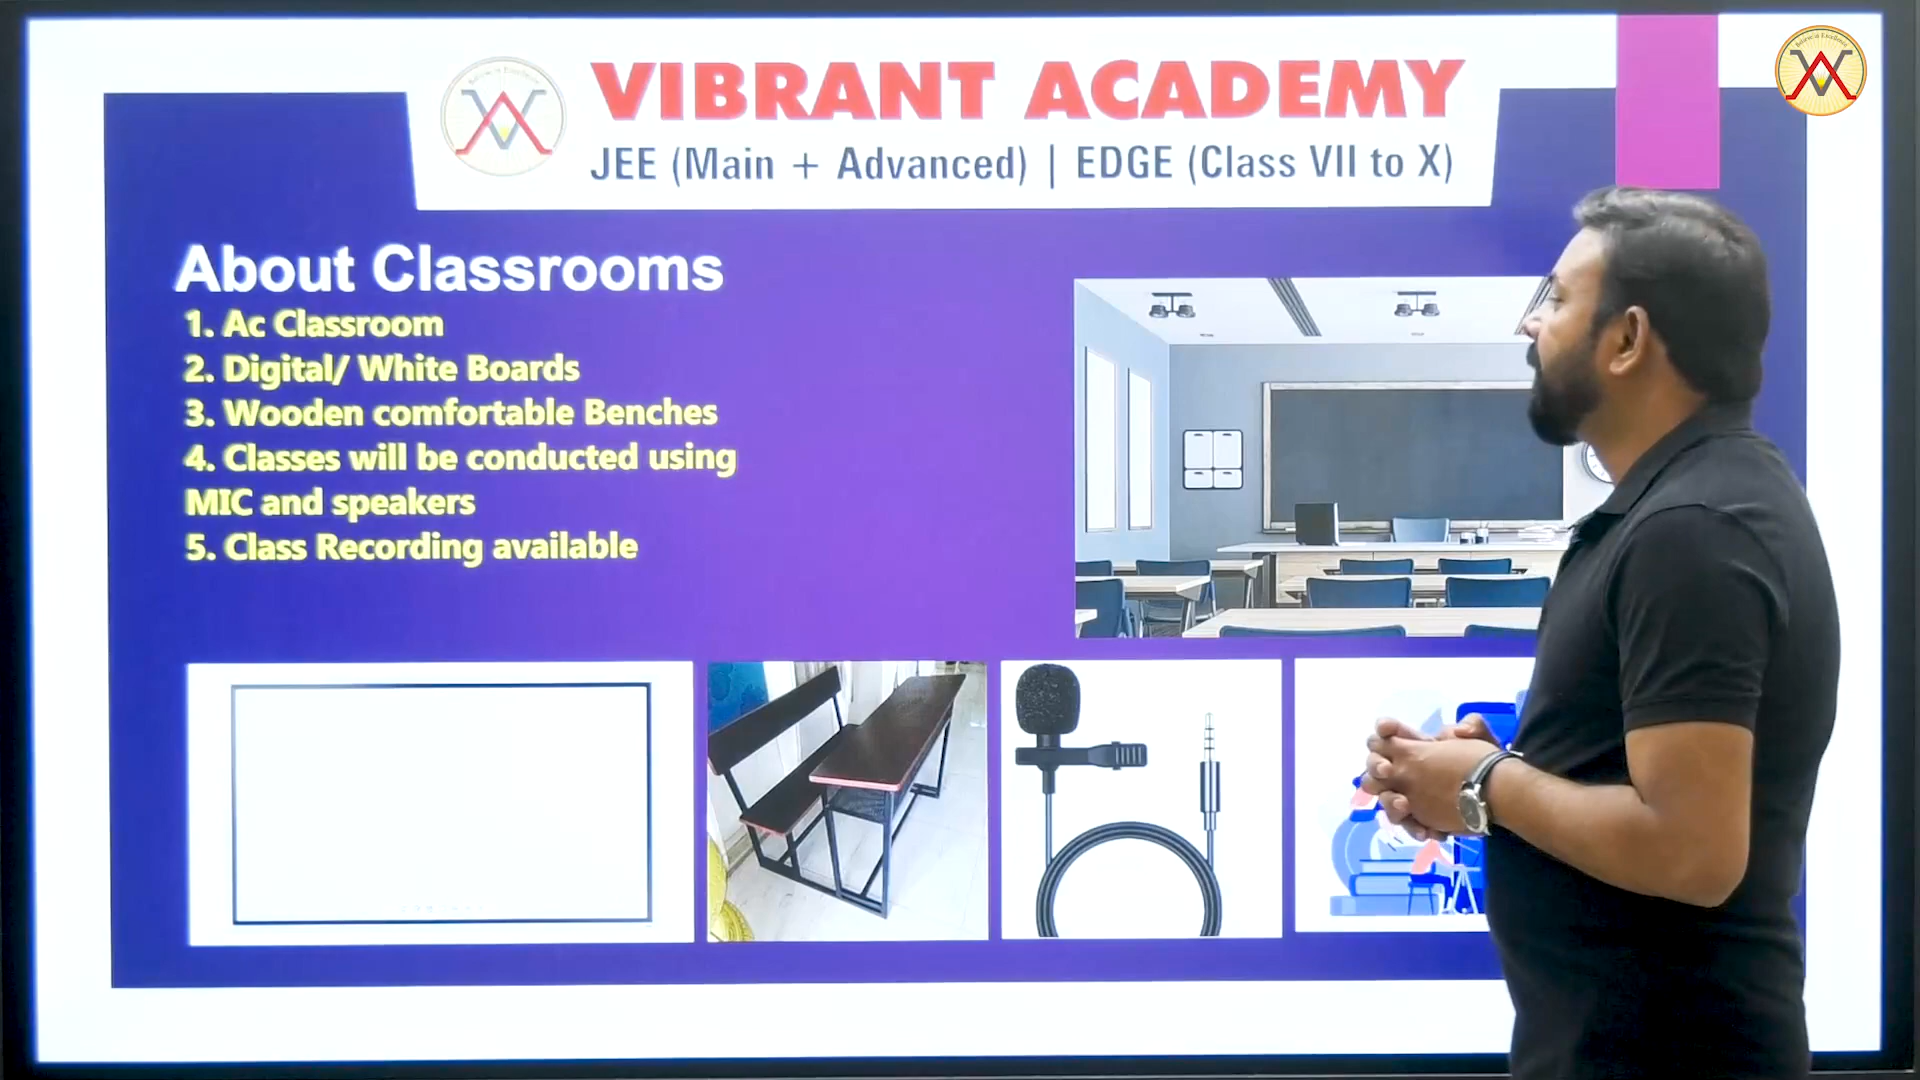 VIBRANT ACADEMY
JEE (Main + Advanced) | EDGE (Class VII to X)
About Classrooms
1. Ac Classroom
2. Digital/ White Boards
3. Wooden comfortable Benches
4. Classes will be conducted using
MIC and speakers
5. Class Recording available